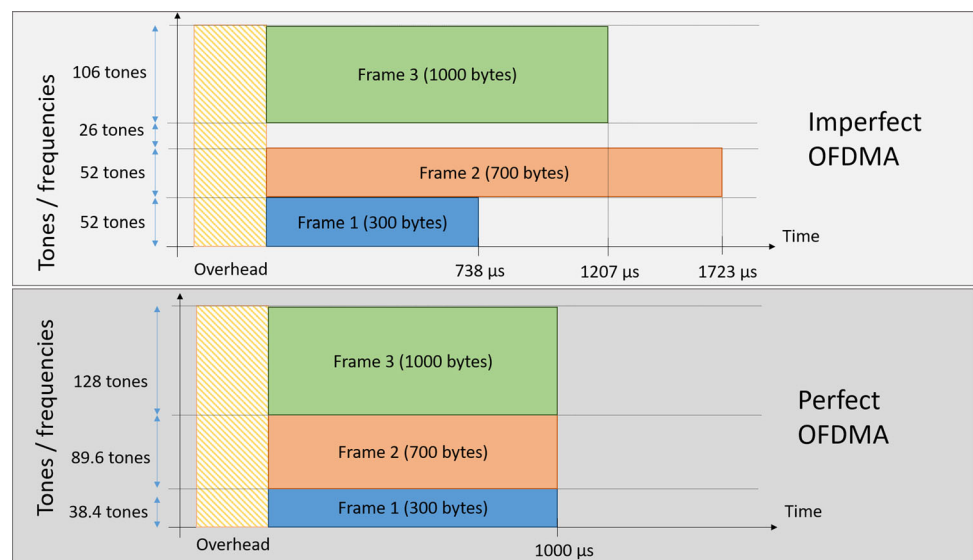 Tones / frequencies
106 tones
26 tones
52 tones
52 tones
Frame 3 (1000 bytes)
Frame 2 (700 bytes)
Frame 1 (300 bytes)
Imperfect
OFDMA
Time
Overhead
738 µs
1207 µs
1723 µs
Tones / frequencies
128 tones
89.6 tones
38.4 tones
Frame 3 (1000 bytes)
Frame 2 (700 bytes)
Frame 1 (300 bytes)
Perfect
OFDMA
Time
Overhead
1000 µs